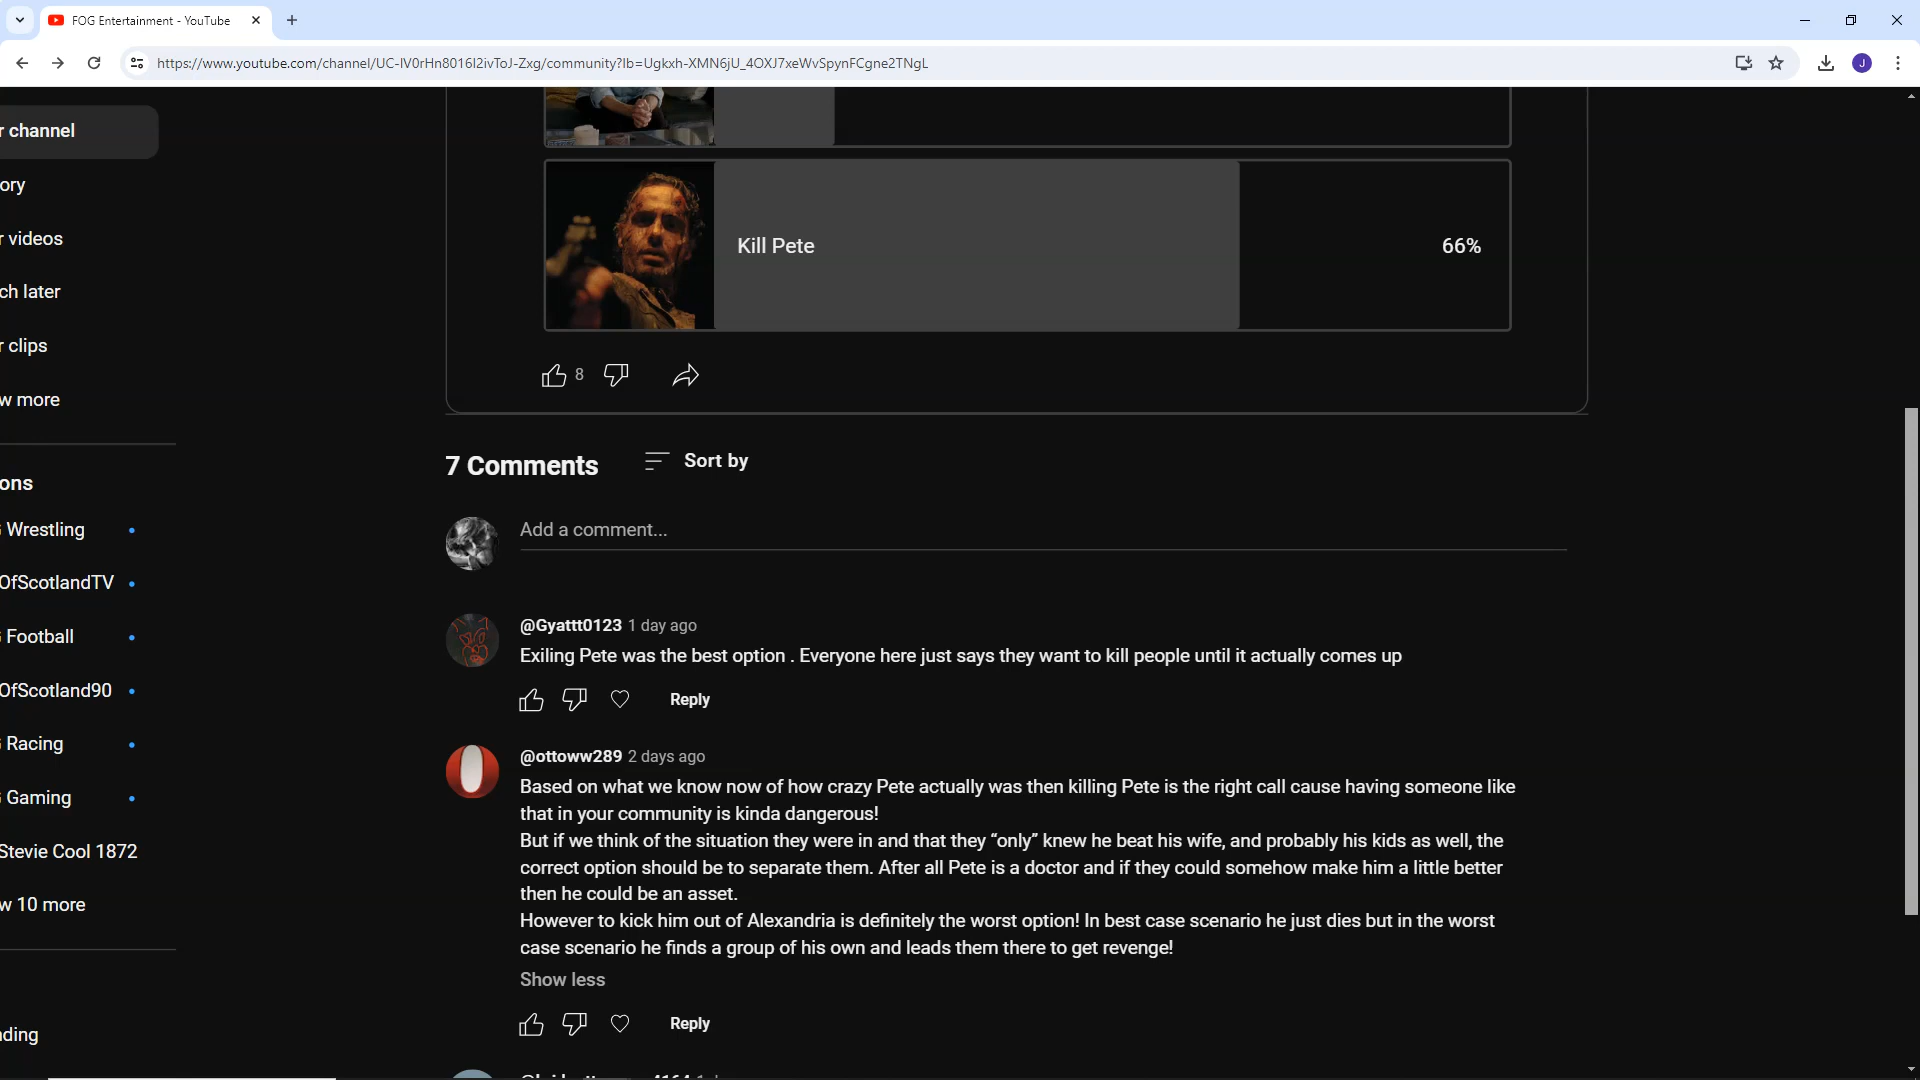 FOG Entertainment - YouTube
https://www.youtube.com/channel/UC-IV0rHn8016I2ivToJ-Zxg/community?lb=Ugkxh-XMN6jU_4OXJ7xeWvSpynFCgne2TNgL
J
r channel
ory
r videos
ch later
r clips
w more
ons
Wrestling
OfScotlandTV
Football
OfScotland90
Racing
Gaming
Stevie Cool 1872
w 10 more
ding
Kill Pete
66%
8
7 Comments
Sort by
Add a comment...
@Gyattt0123 1 day ago
Exiling Pete was the best option . Everyone here just says they want to kill people until it actually comes up
Reply
@ottoww289 2 days ago
Based on what we know now of how crazy Pete actually was then killing Pete is the right call cause having someone like
that in your community is kinda dangerous!
But if we think of the situation they were in and that they “only” knew he beat his wife, and probably his kids as well, the
correct option should be to separate them. After all Pete is a doctor and if they could somehow make him a little better
then he could be an asset.
However to kick him out of Alexandria is definitely the worst option! In best case scenario he just dies but in the worst
case scenario he finds a group of his own and leads them there to get revenge!
Show less
Reply